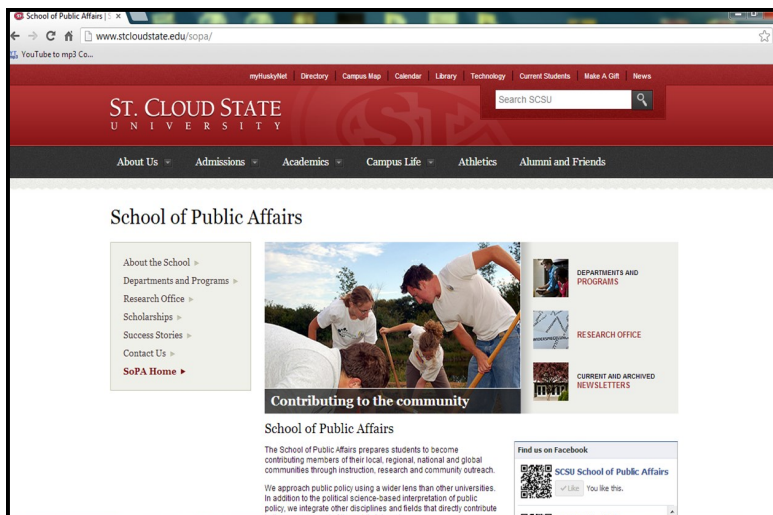 School of Public Affairs | S
www.stcloudstate.edu/sopa/
YouTube to mp3 Co...
myHuskyNet Directory Campus Map Calendar Library Technology Current Students Make A Gift News
Search SCSU
ST. CLOUD STATE
UNIVERSITY
About Us Admissions Academics Campus Life Athletics Alumni and Friends
School of Public Affairs
About the School
Departments and Programs
Research Office
Scholarships
Success Stories
Contact Us
SoPA Home
DEPARTMENTS AND
PROGRAMS
RESEARCH OFFICE
CURRENT AND ARCHIVED
NEWSLETTERS
Contributing to the community
School of Public Affairs
The School of Public Affairs prepares students to become
contributing members of their local, regional, national and global
communities through instruction, research and community outreach.
We approach public policy using a wider lens than other universities.
In addition to the political science-based interpretation of public
policy, we integrate other disciplines and fields that directly contribute
Find us on Facebook
SCSU School of Public Affairs
Like You like this.